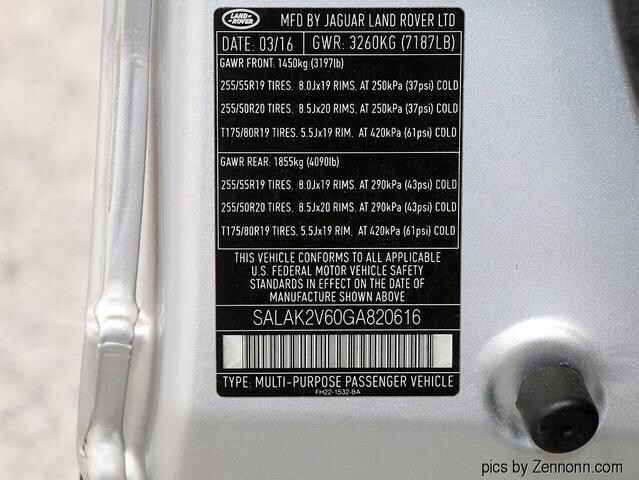 LAND ROVER
MFD BY JAGUAR LAND ROVER LTD
DATE: 03/16 GWR: 3260KG (7187LB)
GAWR FRONT: 1450kg (3197lb)
255/55R19 TIRES, 8.0Jx19 RIMS, AT 250kPa (37psi) COLD
255/50R20 TIRES, 8.5Jx20 RIMS, AT 250kPa (37psi) COLD
T175/80R19 TIRES, 5.5Jx19 RIM, AT 420kPa (61psi) COLD
GAWR REAR: 1855kg (4090lb)
255/55R19 TIRES, 8.0Jx19 RIMS, AT 290kPa (43psi) COLD
255/50R20 TIRES, 8.5Jx20 RIMS, AT 290kPa (43psi) COLD
T175/80R19 TIRES, 5.5Jx19 RIM, AT 420kPa (61psi) COLD
THIS VEHICLE CONFORMS TO ALL APPLICABLE
U.S. FEDERAL MOTOR VEHICLE SAFETY
STANDARDS IN EFFECT ON THE DATE OF
MANUFACTURE SHOWN ABOVE
SALAK2V60GA820616
TYPE: MULTI-PURPOSE PASSENGER VEHICLE
FH22-1532-BA
pics by Zennonn.com